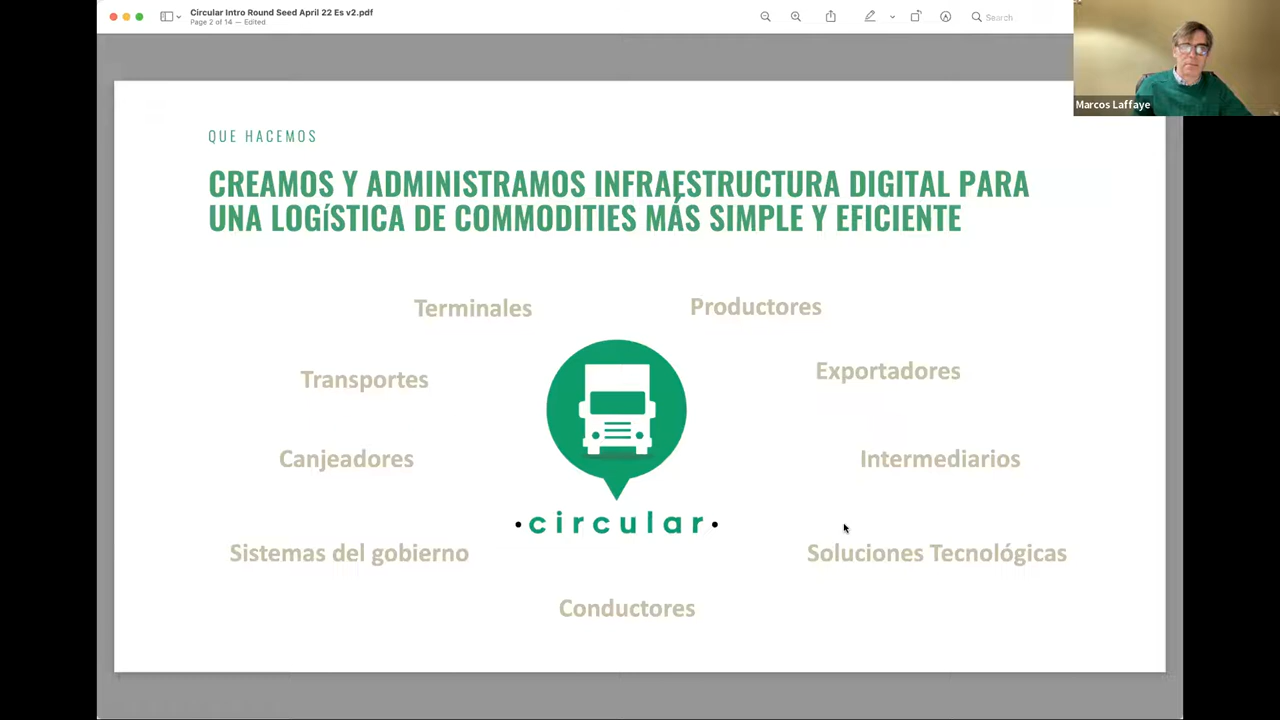 Circular Intro Round Seed April 22 Es v2.pdf
Page 2 of 14 — Edited
Search
Marcos Laffaye
QUE HACEMOS
CREAMOS Y ADMINISTRAMOS INFRAESTRUCTURA DIGITAL PARA
UNA LOGíSTICA DE COMMODITIES MÁS SIMPLE Y EFICIENTE
Terminales
Productores
Transportes
Exportadores
Canjeadores
Intermediarios
• circular •
Sistemas del gobierno
Soluciones Tecnológicas
Conductores